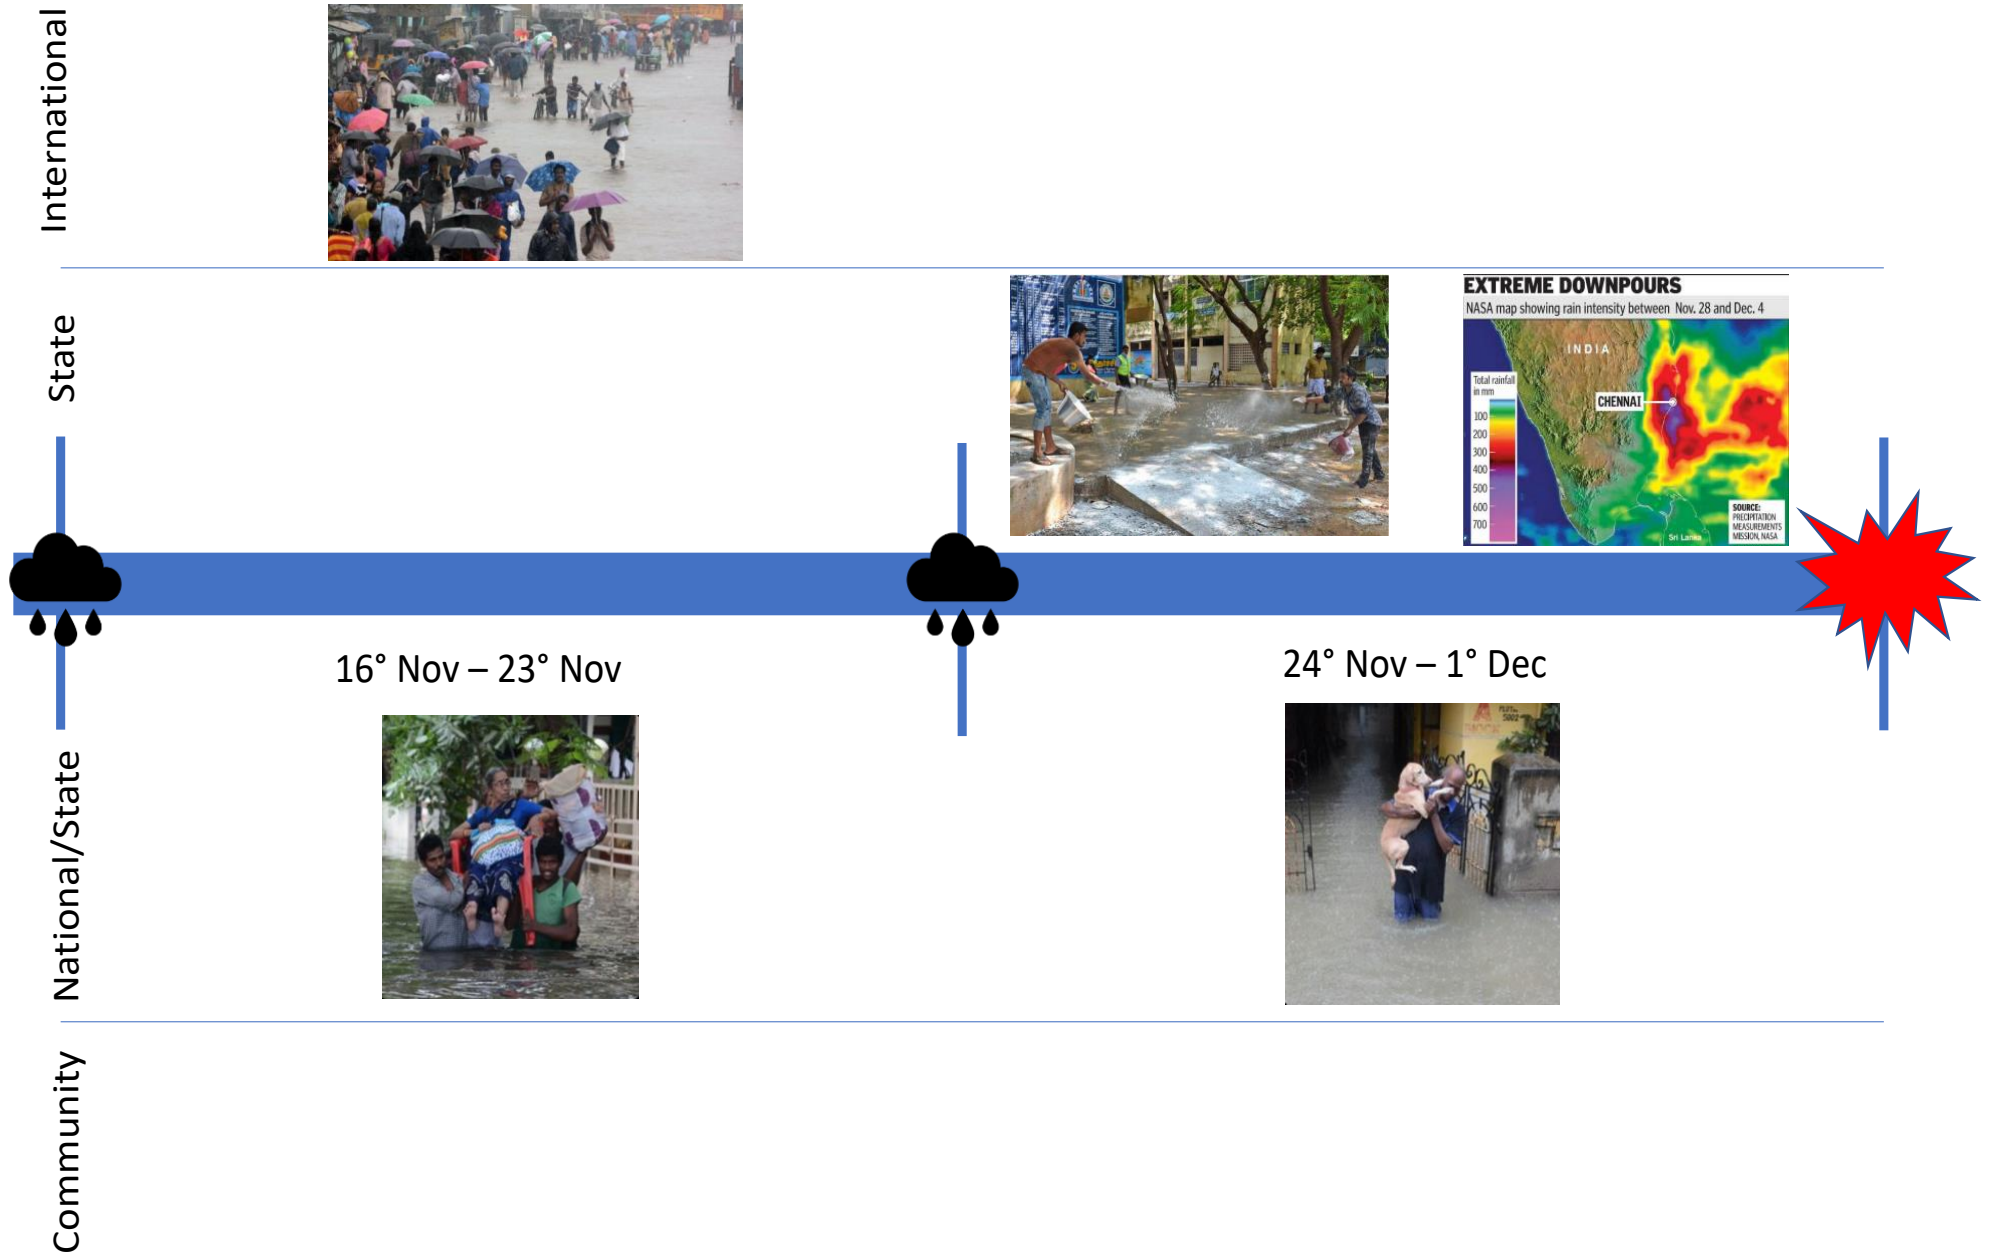 International
State
EXTREME DOWNPOURS
NASA map showing rain intensity between Nov. 28 and Dec. 4
INDIA
Total rainfall
in mm
CHENNAI
100
200
300
400
500
600
700
SOURCE:
PRECIPITATION
MEASUREMENTS
MISSION, NASA
Sri Lanka
16° Nov – 23° Nov
24° Nov – 1° Dec
National/State
Community